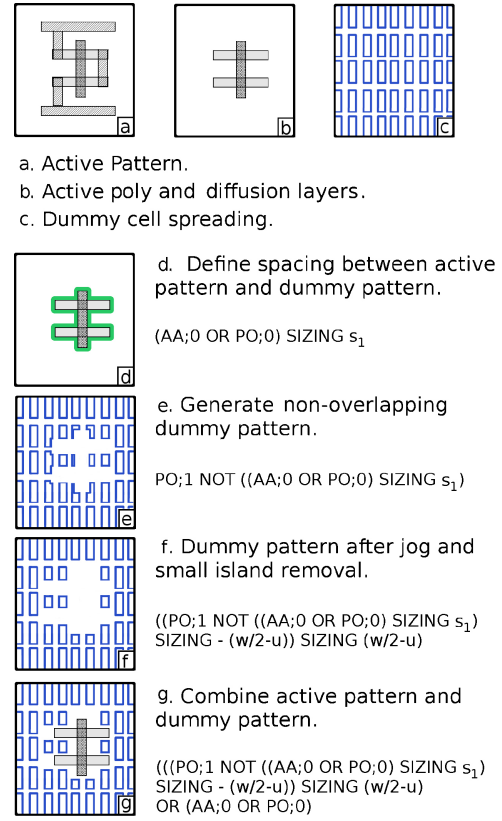 a
b
c
a. Active Pattern.
b. Active poly and diffusion layers.
c. Dummy cell spreading.
d
d. Define spacing between active
pattern and dummy pattern.
(AA;0 OR PO;0) SIZING s1
e
e. Generate non-overlapping
dummy pattern.
PO;1 NOT ((AA;0 OR PO;0) SIZING s1)
f
f. Dummy pattern after jog and
small island removal.
((PO;1 NOT ((AA;0 OR PO;0) SIZING s1)
SIZING - (w/2-u)) SIZING (w/2-u)
g
g. Combine active pattern and
dummy pattern.
(((PO;1 NOT ((AA;0 OR PO;0) SIZING s1)
SIZING - (w/2-u)) SIZING (w/2-u)
OR (AA;0 OR PO;0)